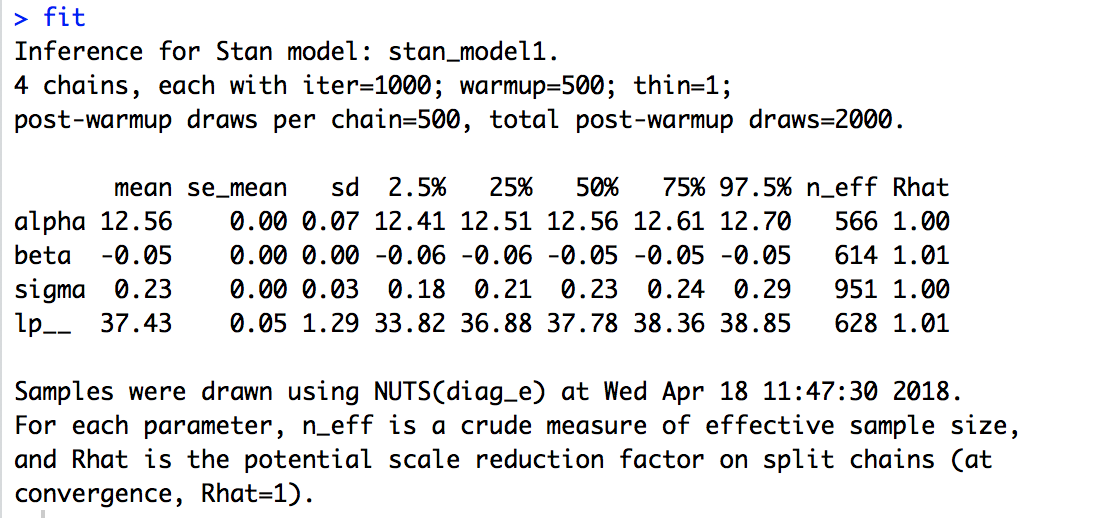 > fit
Inference for Stan model: stan_model1.
4 chains, each with iter=1000; warmup=500; thin=1;
post-warmup draws per chain=500, total post-warmup draws=2000.

       mean se_mean   sd  2.5%   25%   50%   75% 97.5% n_eff Rhat
alpha 12.56    0.00 0.07 12.41 12.51 12.56 12.61 12.70   566 1.00
beta  -0.05    0.00 0.00 -0.06 -0.06 -0.05 -0.05 -0.05   614 1.01
sigma  0.23    0.00 0.03  0.18  0.21  0.23  0.24  0.29   951 1.00
lp__  37.43    0.05 1.29 33.82 36.88 37.78 38.36 38.85   628 1.01

Samples were drawn using NUTS(diag_e) at Wed Apr 18 11:47:30 2018.
For each parameter, n_eff is a crude measure of effective sample size,
and Rhat is the potential scale reduction factor on split chains (at
convergence, Rhat=1).